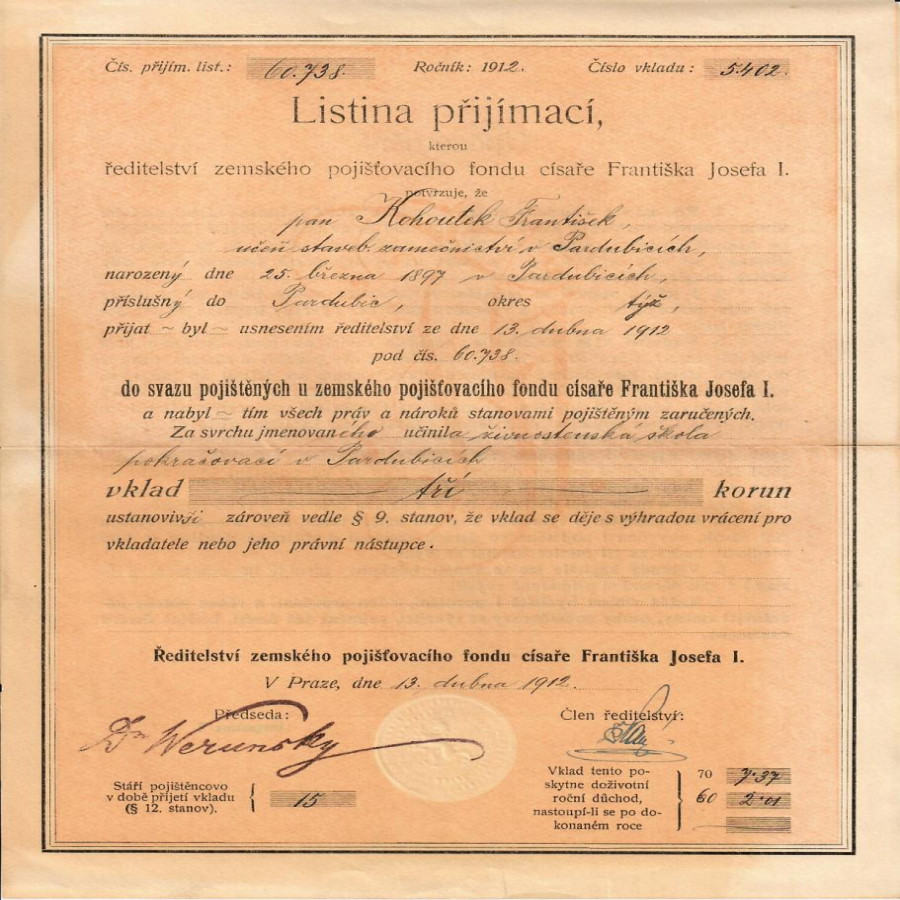 Čís. přijím. list.: 60.738. Ročník: 1912. Číslo vkladu: 5.402.
Listina přijímací,
kterou
ředitelství zemského pojišťovacího fondu císaře Františka Josefa I.
potvrzuje, že
pan Kohoutek František,
učeň staveb. zámečnictví v Pardubicích,
narozený dne 25. března 1897 v Pardubicích,
příslušný do Pardubic, okres týž,
přijat ~ byl ~ usnesením ředitelství ze dne 13. dubna 1912
pod čís. 60.738.
do svazu pojištěných u zemského pojišťovacího fondu císaře Františka Josefa I.
a nabyl ~ tím všech práv a nároků stanovami pojištěným zaručených.
Za svrchu jmenovaného učinila živnostenská škola
pokračovací v Pardubicích
vklad tři korun
ustanovivši zároveň vedle § 9. stanov, že vklad se děje s výhradou vrácení pro
vkladatele nebo jeho právní nástupce.
Ředitelství zemského pojišťovacího fondu císaře Františka Josefa I.
V Praze, dne 13. dubna 1912.
Předseda: Člen ředitelství:
Dr Werunsky
Stáří pojištěncovo
v době přijetí vkladu
(§ 12. stanov).
15
Vklad tento po-
skytne doživotní
roční důchod,
nastoupí-li se po do-
konaném roce
70 7·37
60 2·01